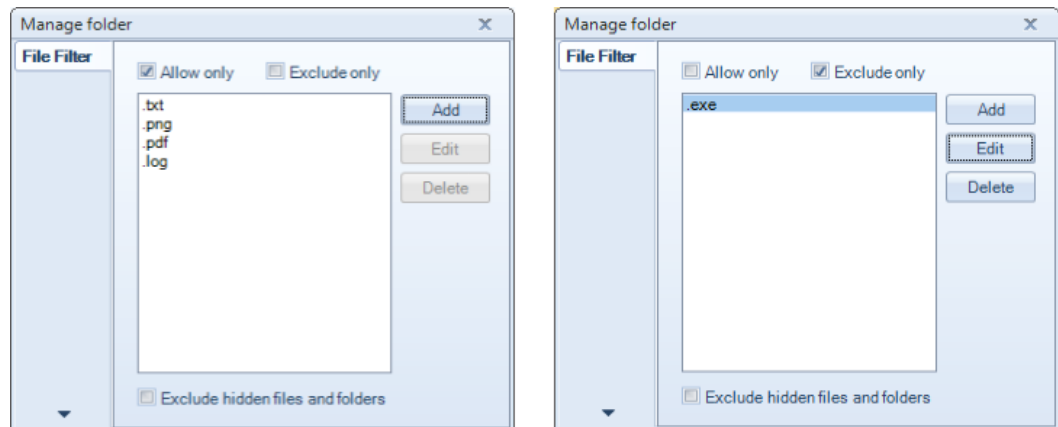 Manage folder
File Filter
Allow only Exclude only
.txt
.png
.pdf
.log
Add
Edit
Delete
Exclude hidden files and folders
Manage folder
File Filter
Allow only Exclude only
.exe
Add
Edit
Delete
Exclude hidden files and folders